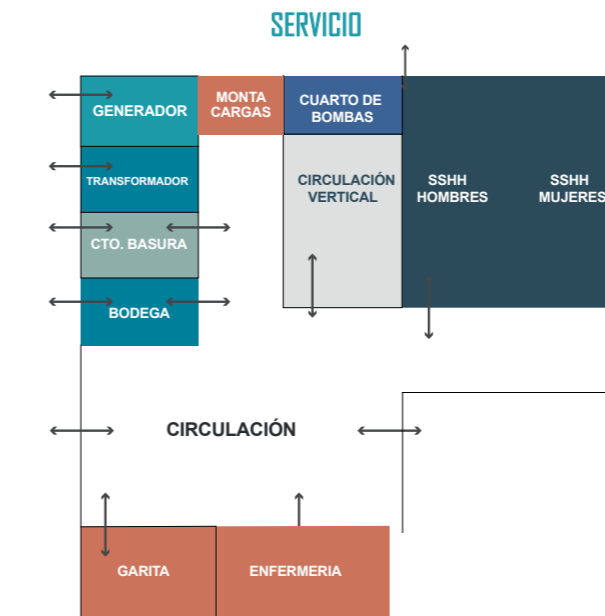 SERVICIO
GENERADOR
MONTA
CARGAS
CUARTO DE
BOMBAS
TRANSFORMADOR
CIRCULACIÓN
VERTICAL
SSHH
HOMBRES
SSHH
MUJERES
CTO. BASURA
BODEGA
CIRCULACIÓN
GARITA
ENFERMERIA